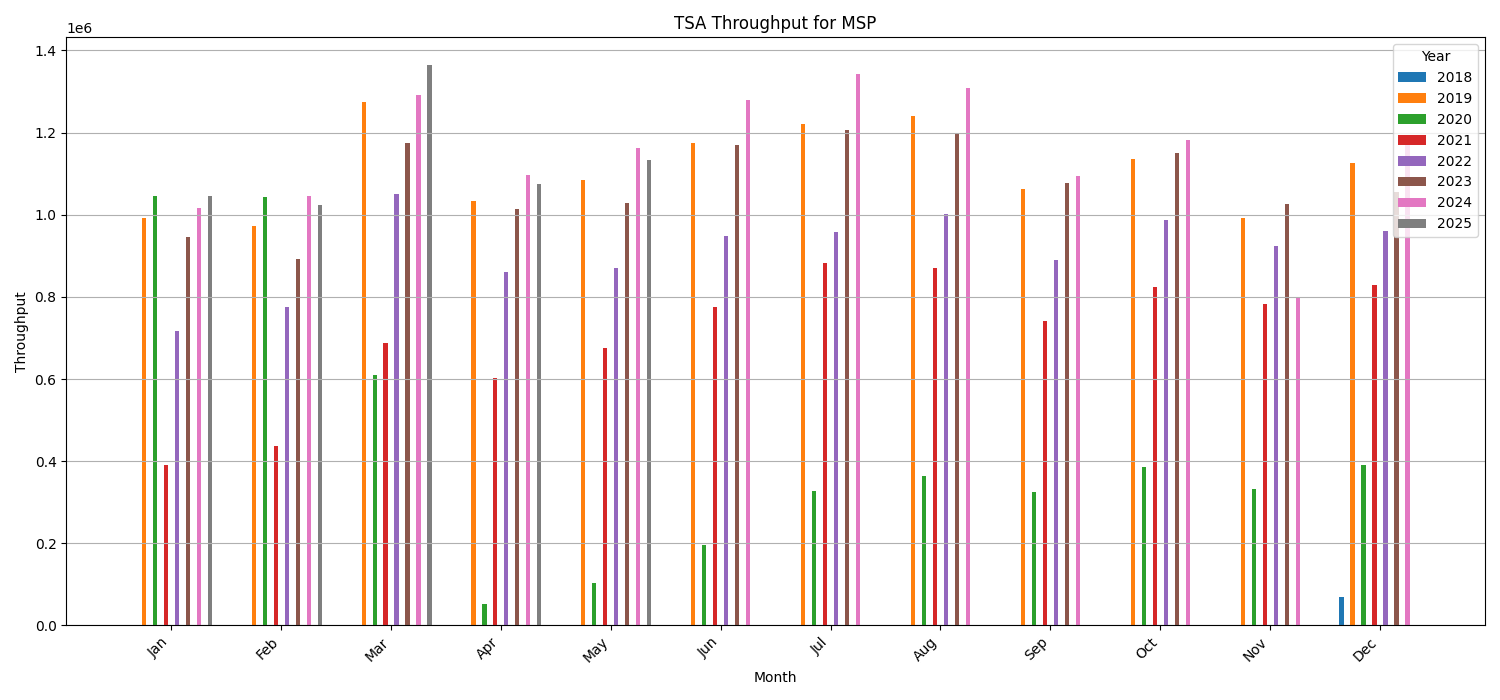 TSA Throughput for MSP
1e6
1.4
1.2
1.0
0.8
0.6
0.4
0.2
0.0
Throughput
Year
2018
2019
2020
2021
2022
2023
2024
2025
Jan
Feb
Mar
Apr
May
Jun
Jul
Aug
Sep
Oct
Nov
Dec
Month